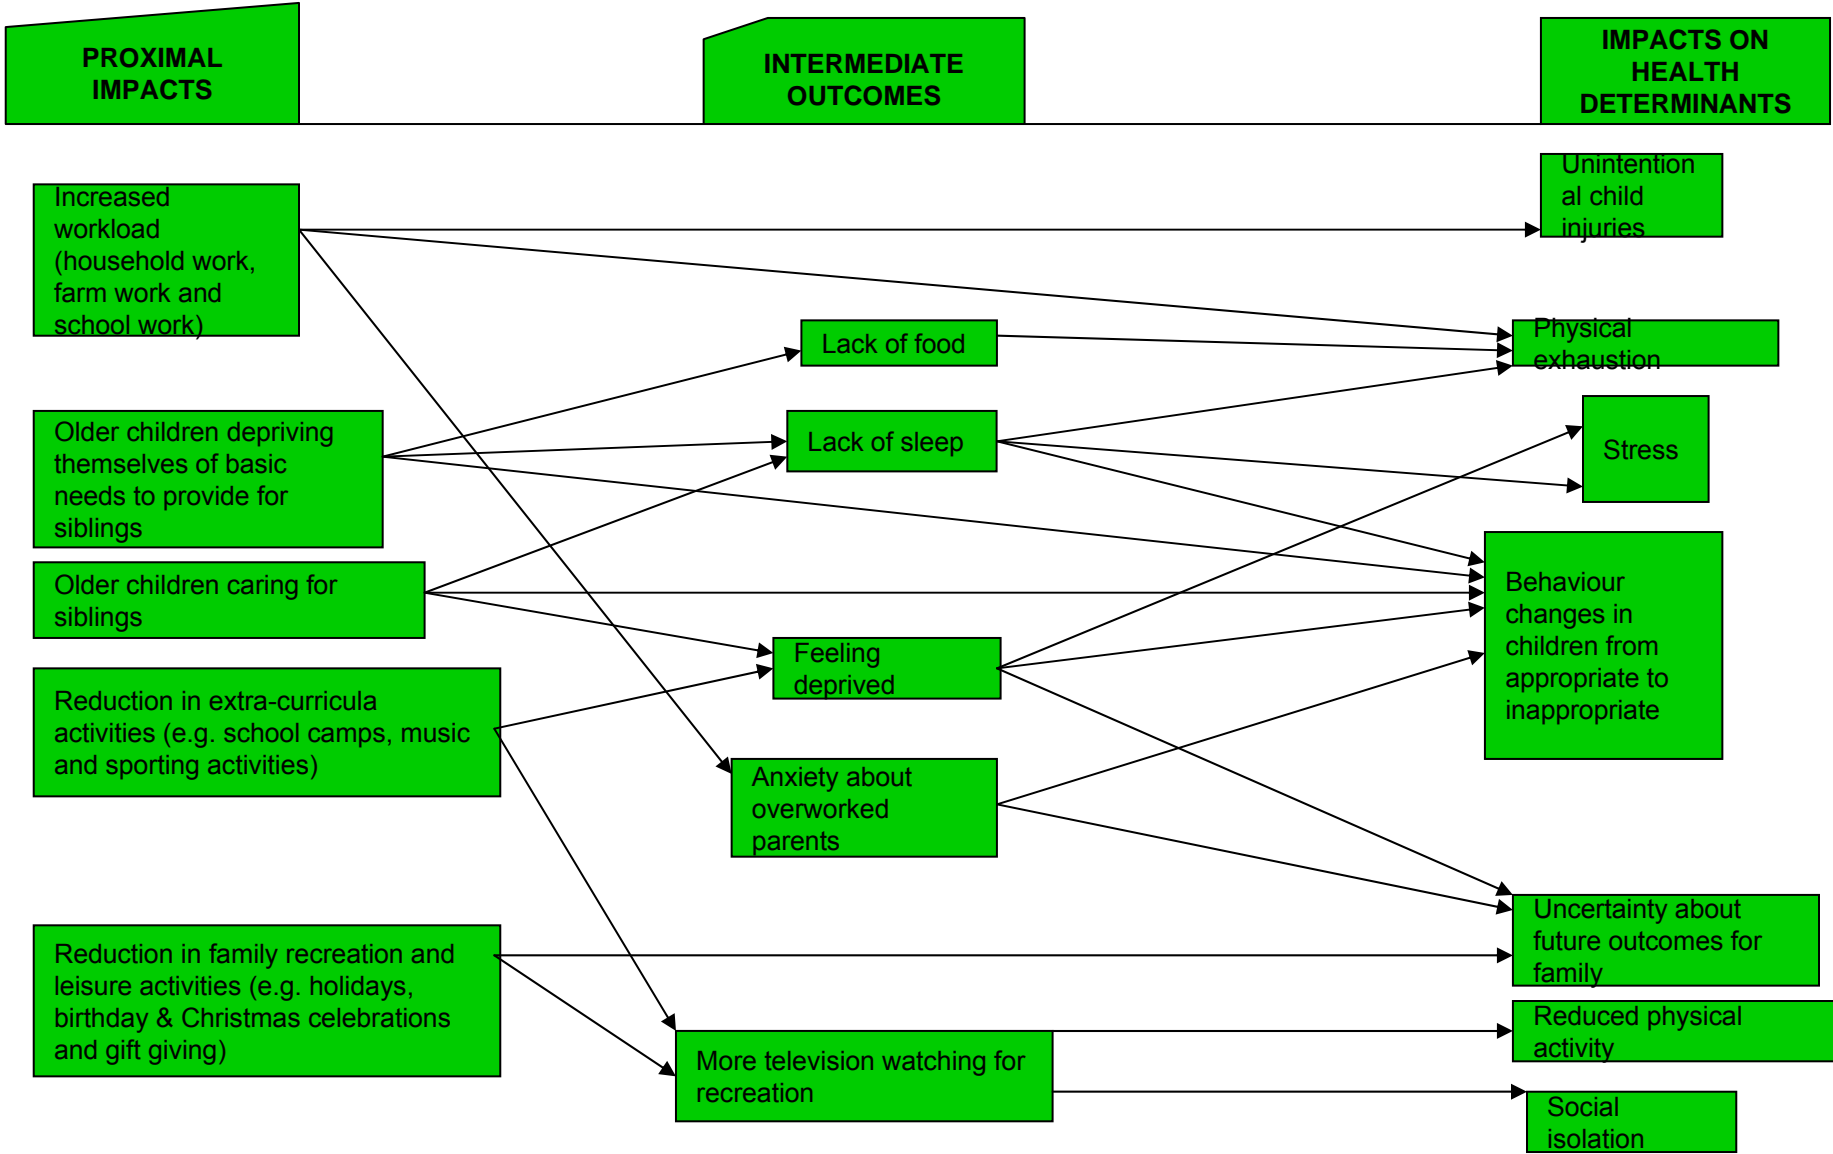 PROXIMAL
IMPACTS
INTERMEDIATE
OUTCOMES
IMPACTS ON
HEALTH
DETERMINANTS
Increased
workload
(household work,
farm work and
school work)
Older children depriving
themselves of basic
needs to provide for
siblings
Older children caring for
siblings
Reduction in extra-curricula
activities (e.g. school camps, music
and sporting activities)
Reduction in family recreation and
leisure activities (e.g. holidays,
birthday & Christmas celebrations
and gift giving)
Lack of food
Lack of sleep
Feeling
deprived
Anxiety about
overworked
parents
More television watching for
recreation
Unintention
al child
injuries
Physical
exhaustion
Stress
Behaviour
changes in
children from
appropriate to
inappropriate
Uncertainty about
future outcomes for
family
Reduced physical
activity
Social
isolation